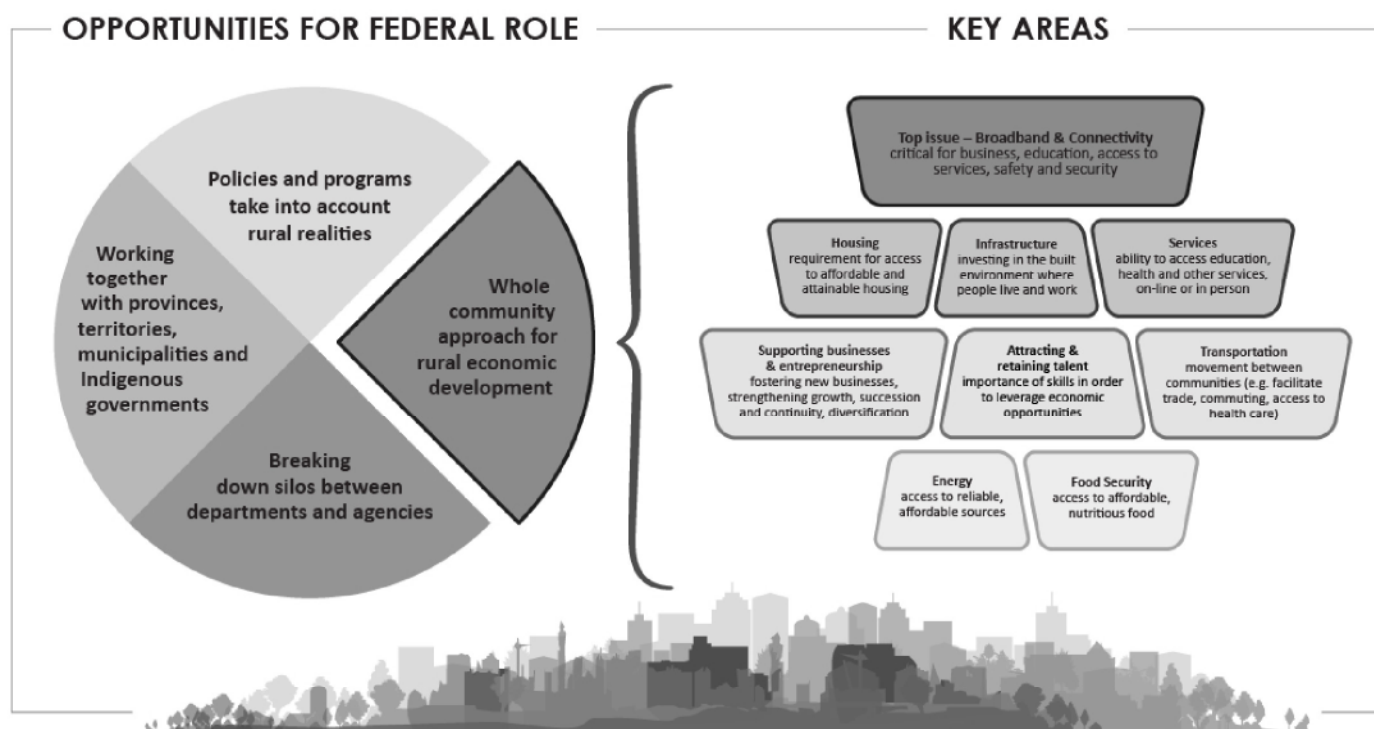 OPPORTUNITIES FOR FEDERAL ROLE
KEY AREAS
Policies and programs
take into account
rural realities
Working
together
with provinces,
territories,
municipalities and
Indigenous
governments
Whole
community
approach for
rural economic
development
Breaking
down silos between
departments and agencies
Top issue – Broadband & Connectivity
critical for business, education, access to
services, safety and security
Housing
requirement for access
to affordable and
attainable housing
Infrastructure
investing in the built
environment where
people live and work
Services
ability to access education,
health and other services,
on-line or in person
Supporting businesses
& entrepreneurship
fostering new businesses,
strengthening growth, succession
and continuity, diversification
Attracting &
retaining talent
importance of skills in order
to leverage economic
opportunities
Transportation
movement between
communities (e.g. facilitate
trade, commuting, access to
health care)
Energy
access to reliable,
affordable sources
Food Security
access to affordable,
nutritious food